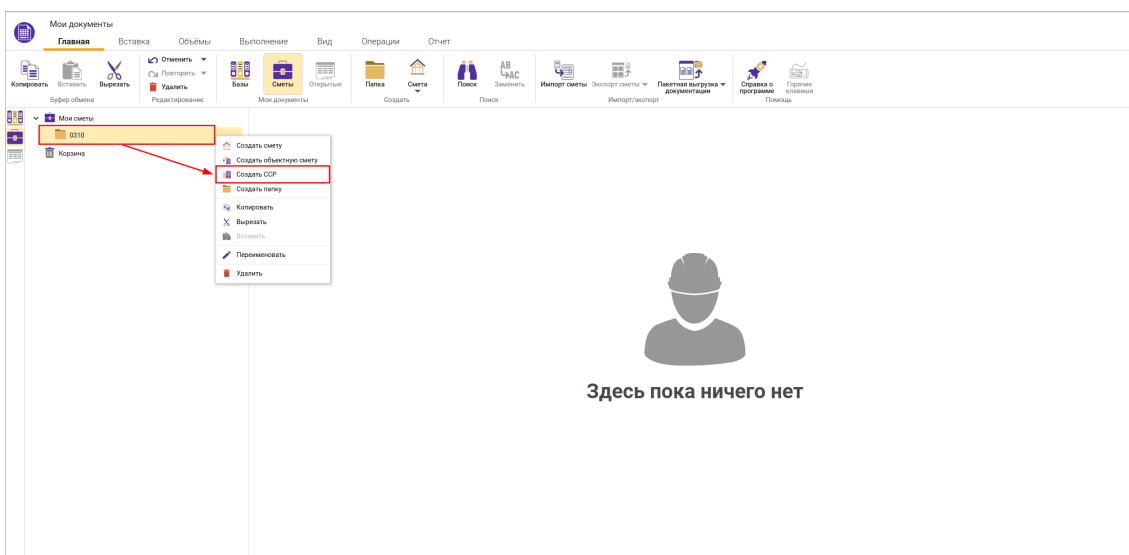 Мои документы
Главная Вставка Объёмы Выполнение Вид Операции Отчет
Копировать Вставить Вырезать
Буфер обмена
Отменить
Повторить
Удалить
Редактирование
Базы Сметы Открытые
Мои документы
Папка Смета
Создать
AB
AC
Поиск Заменить
Поиск
Импорт сметы Экспорт сметы Пакетная выгрузка документации
Импорт/экспорт
Справка о программе Горячие клавиши
Помощь
Мои сметы
0310
Корзина
Создать смету
Создать объектную смету
Создать ССР
Создать папку
Копировать
Вырезать
Вставить
Переименовать
Удалить
Здесь пока ничего нет